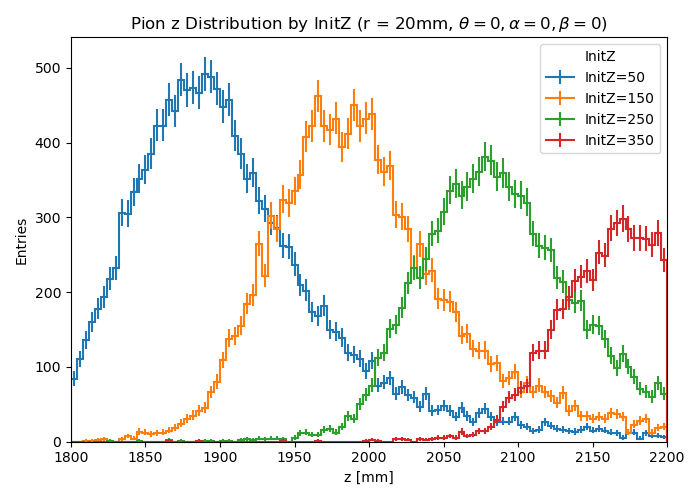 Pion z Distribution by InitZ (r = 20mm, θ = 0, α = 0, β = 0)
Entries
500
400
300
200
100
0
InitZ
InitZ=50
InitZ=150
InitZ=250
InitZ=350
1800 1850 1900 1950 2000 2050 2100 2150 2200
z [mm]